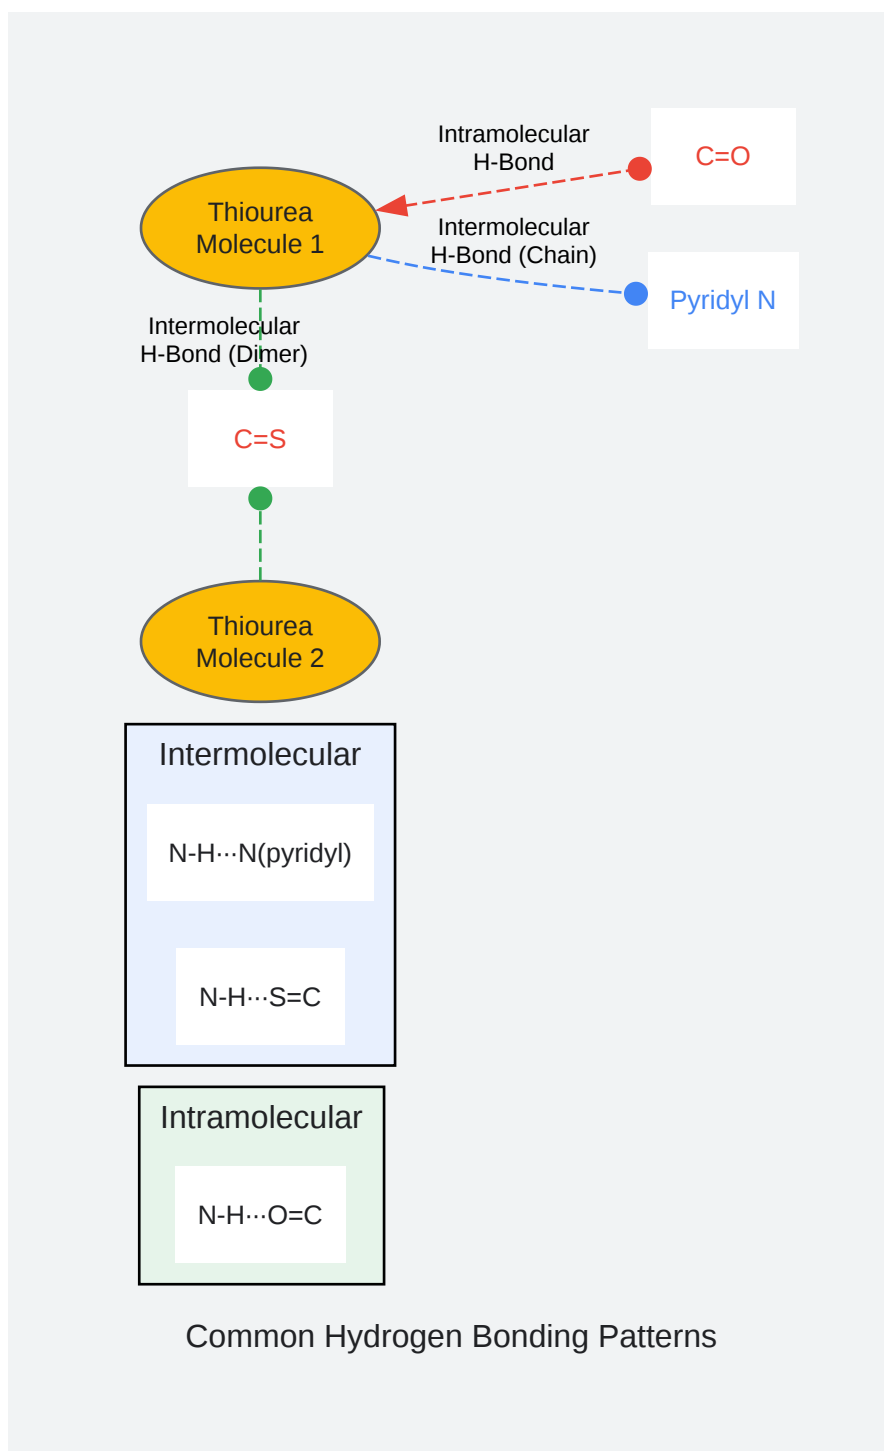 Intramolecular
H-Bond
C=O
Thiourea
Molecule 1
Intermolecular
H-Bond (Chain)
Pyridyl N
Intermolecular
H-Bond (Dimer)
C=S
Thiourea
Molecule 2
Intermolecular
N-H···N(pyridyl)
N-H···S=C
Intramolecular
N-H···O=C
Common Hydrogen Bonding Patterns